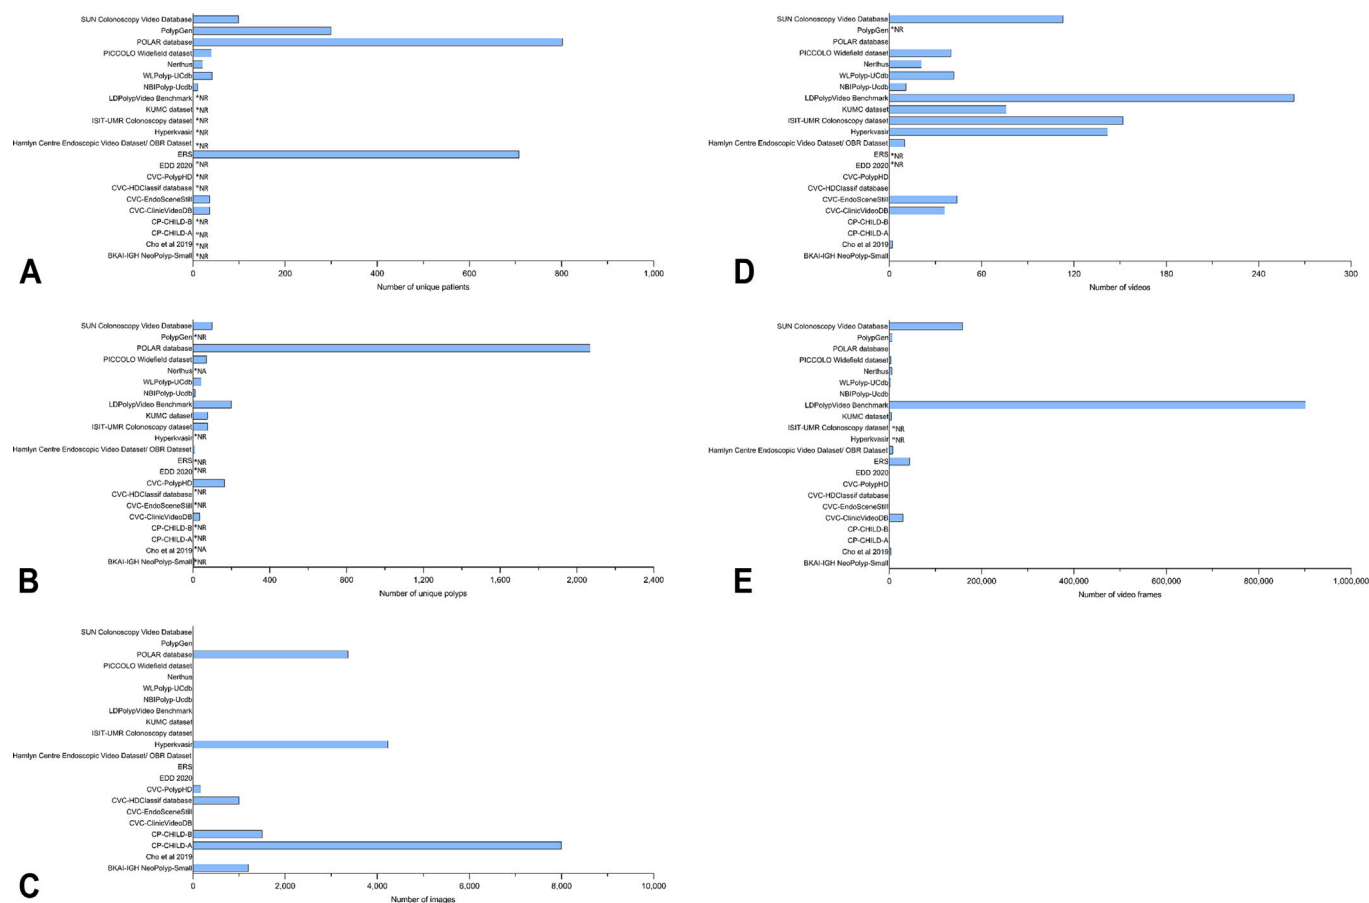 SUN Colonoscopy Video Database
PolypGen
POLAR database
PICCOLO Widefield dataset
Nerthus
WLPolyp-UCdb
NBIPolyp-Ucdb
LDPolypVideo Benchmark *NR
KUMC dataset *NR
ISIT-UMR Colonoscopy dataset *NR
Hyperkvasir *NR
Hamlyn Centre Endoscopic Video Dataset/ OBR Dataset *NR
ERS
EDD 2020 *NR
CVC-PolypHD *NR
CVC-HDClassif database *NR
CVC-EndoSceneStill
CVC-ClinicVideoDB
CP-CHILD-B *NR
CP-CHILD-A *NR
Cho et al 2019 *NR
BKAI-IGH NeoPolyp-Small *NR
0 200 400 600 800 1,000
Number of unique patients
A
SUN Colonoscopy Video Database
PolypGen *NR
POLAR database
PICCOLO Widefield dataset
Nerthus *NA
WLPolyp-UCdb
NBIPolyp-Ucdb
LDPolypVideo Benchmark
KUMC dataset
ISIT-UMR Colonoscopy dataset
Hyperkvasir *NR
Hamlyn Centre Endoscopic Video Dataset/ OBR Dataset
ERS *NR
EDD 2020 *NR
CVC-PolypHD
CVC-HDClassif database *NR
CVC-EndoSceneStill *NR
CVC-ClinicVideoDB
CP-CHILD-B *NR
CP-CHILD-A *NR
Cho et al 2019 *NA
BKAI-IGH NeoPolyp-Small *NR
0 400 800 1,200 1,600 2,000 2,400
Number of unique polyps
B
SUN Colonoscopy Video Database
PolypGen
POLAR database
PICCOLO Widefield dataset
Nerthus
WLPolyp-UCdb
NBIPolyp-Ucdb
LDPolypVideo Benchmark
KUMC dataset
ISIT-UMR Colonoscopy dataset
Hyperkvasir
Hamlyn Centre Endoscopic Video Dataset/ OBR Dataset
ERS
EDD 2020
CVC-PolypHD
CVC-HDClassif database
CVC-EndoSceneStill
CVC-ClinicVideoDB
CP-CHILD-B
CP-CHILD-A
Cho et al 2019
BKAI-IGH NeoPolyp-Small
0 2,000 4,000 6,000 8,000 10,000
Number of images
C
SUN Colonoscopy Video Database
PolypGen *NR
POLAR database
PICCOLO Widefield dataset
Nerthus
WLPolyp-UCdb
NBIPolyp-Ucdb
LDPolypVideo Benchmark
KUMC dataset
ISIT-UMR Colonoscopy dataset
Hyperkvasir
Hamlyn Centre Endoscopic Video Dataset/ OBR Dataset
ERS *NR
EDD 2020 *NR
CVC-PolypHD
CVC-HDClassif database
CVC-EndoSceneStill
CVC-ClinicVideoDB
CP-CHILD-B
CP-CHILD-A
Cho et al 2019
BKAI-IGH NeoPolyp-Small
0 60 120 180 240 300
Number of videos
D
SUN Colonoscopy Video Database
PolypGen
POLAR database
PICCOLO Widefield dataset
Nerthus
WLPolyp-UCdb
NBIPolyp-Ucdb
LDPolypVideo Benchmark
KUMC dataset
ISIT-UMR Colonoscopy dataset *NR
Hyperkvasir *NR
Hamlyn Centre Endoscopic Video Dataset/ OBR Dataset
ERS
EDD 2020
CVC-PolypHD
CVC-HDClassif database
CVC-EndoSceneStill
CVC-ClinicVideoDB
CP-CHILD-B
CP-CHILD-A
Cho et al 2019
BKAI-IGH NeoPolyp-Small
0 200,000 400,000 600,000 800,000 1,000,000
Number of video frames
E